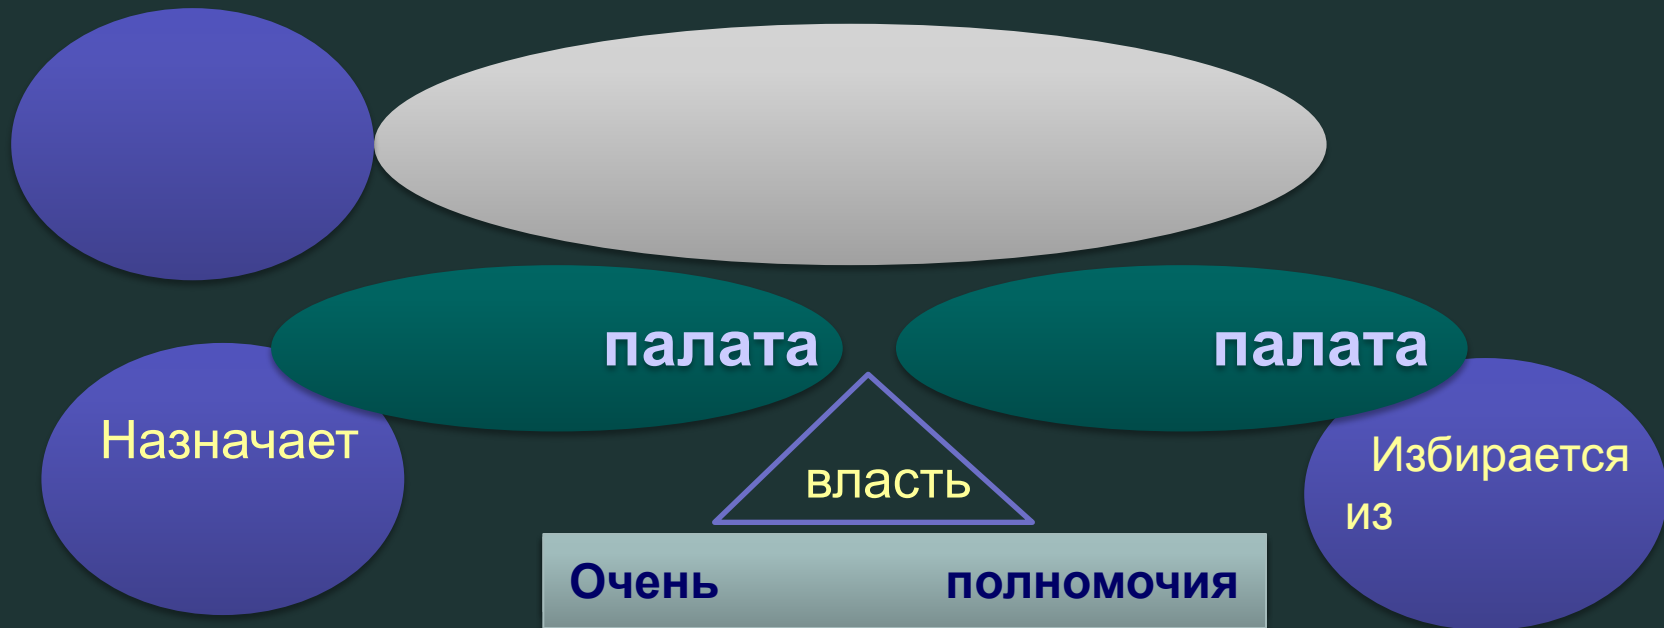 палата
палата
Назначает
власть
Избирается
из
Очень полномочия